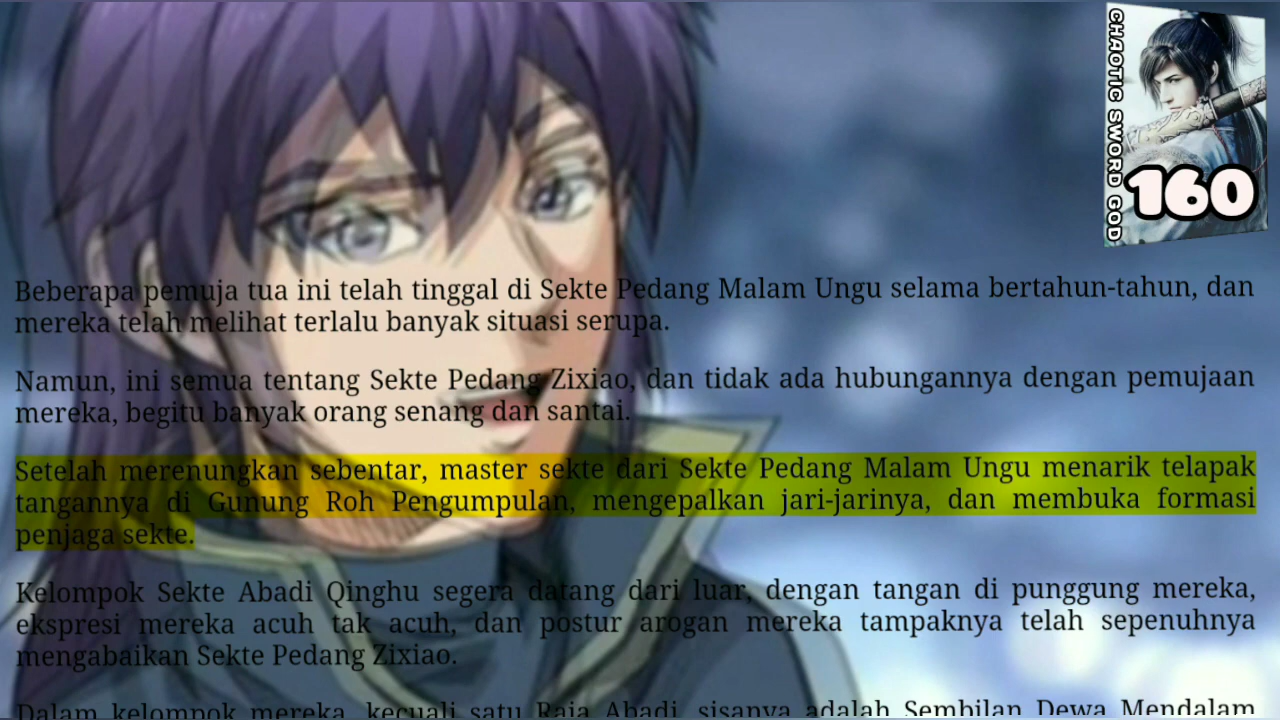 CHAOTIC SWORD GOD
160
Beberapa pemuja tua ini telah tinggal di Sekte Pedang Malam Ungu selama bertahun-tahun, dan
mereka telah melihat terlalu banyak situasi serupa.
Namun, ini semua tentang Sekte Pedang Zixiao, dan tidak ada hubungannya dengan pemujaan
mereka, begitu banyak orang senang dan santai.
Setelah merenungkan sebentar, master sekte dari Sekte Pedang Malam Ungu menarik telapak
tangannya di Gunung Roh Pengumpulan, mengepalkan jari-jarinya, dan membuka formasi
penjaga sekte.
Kelompok Sekte Abadi Qinghu segera datang dari luar, dengan tangan di punggung mereka,
ekspresi mereka acuh tak acuh, dan postur arogan mereka tampaknya telah sepenuhnya
mengabaikan Sekte Pedang Zixiao.
Dalam kelompok mereka, kecuali satu Raja Abadi, sisanya adalah Sembilan Dewa Mendalam